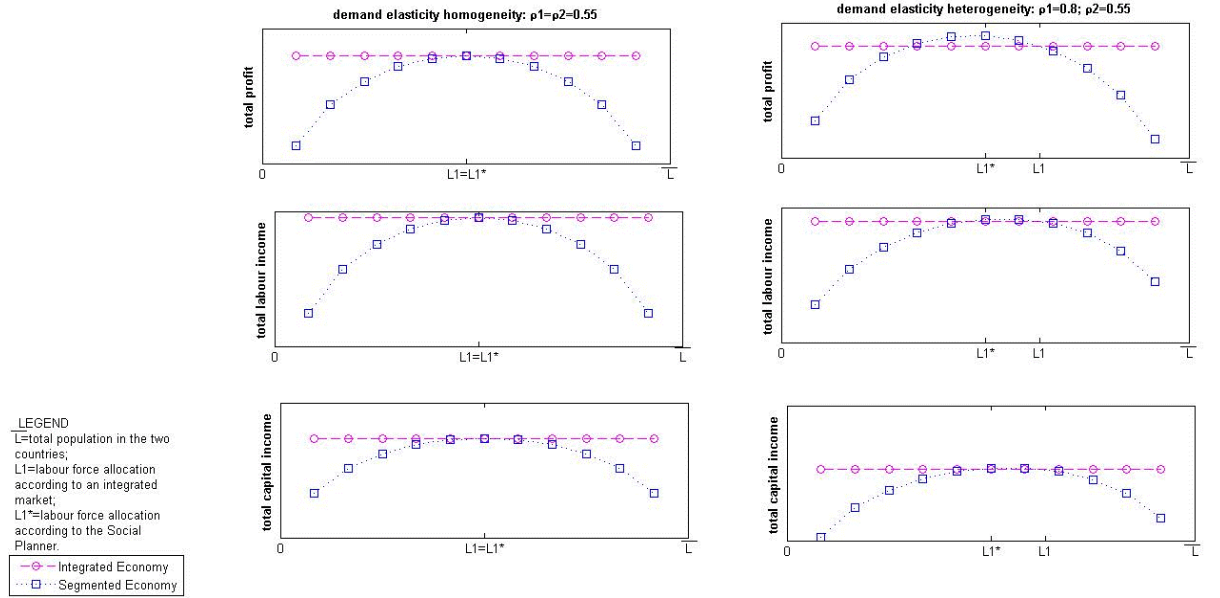 demand elasticity homogeneity: ρ1=ρ2=0.55
demand elasticity heterogeneity: ρ1=0.8; ρ2=0.55
total profit
0
L1=L1*
L
total profit
0
L1*
L1
L
total labour income
0
L1=L1*
L
total labour income
0
L1*
L1
L
total capital income
0
L1=L1*
L
total capital income
0
L1*
L1
L
LEGEND
L=total population in the two
countries;
L1=labour force allocation
according to an integrated
market;
L1*=labour force allocation
according to the Social
Planner.
Integrated Economy
Segmented Economy